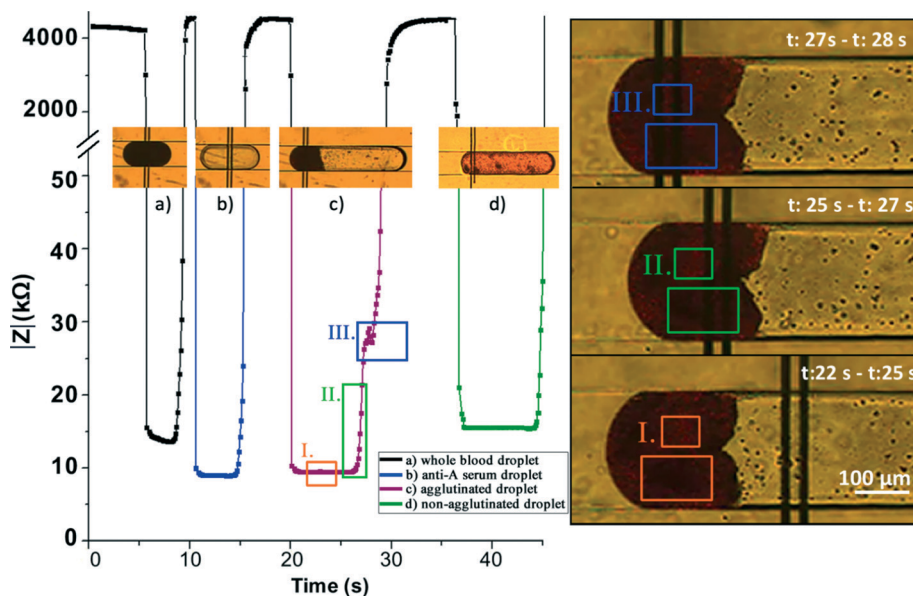 4000
2000
50
40
30
20
10
0
|Z|(kΩ)
a)
b)
c)
d)
III.
II.
I.
a) whole blood droplet
b) anti-A serum droplet
c) agglutinated droplet
d) non-agglutinated droplet
0
10
20
30
40
Time (s)
t: 27s - t: 28 s
III.
t: 25 s - t: 27 s
II.
t:22 s - t:25 s
I.
100 μm